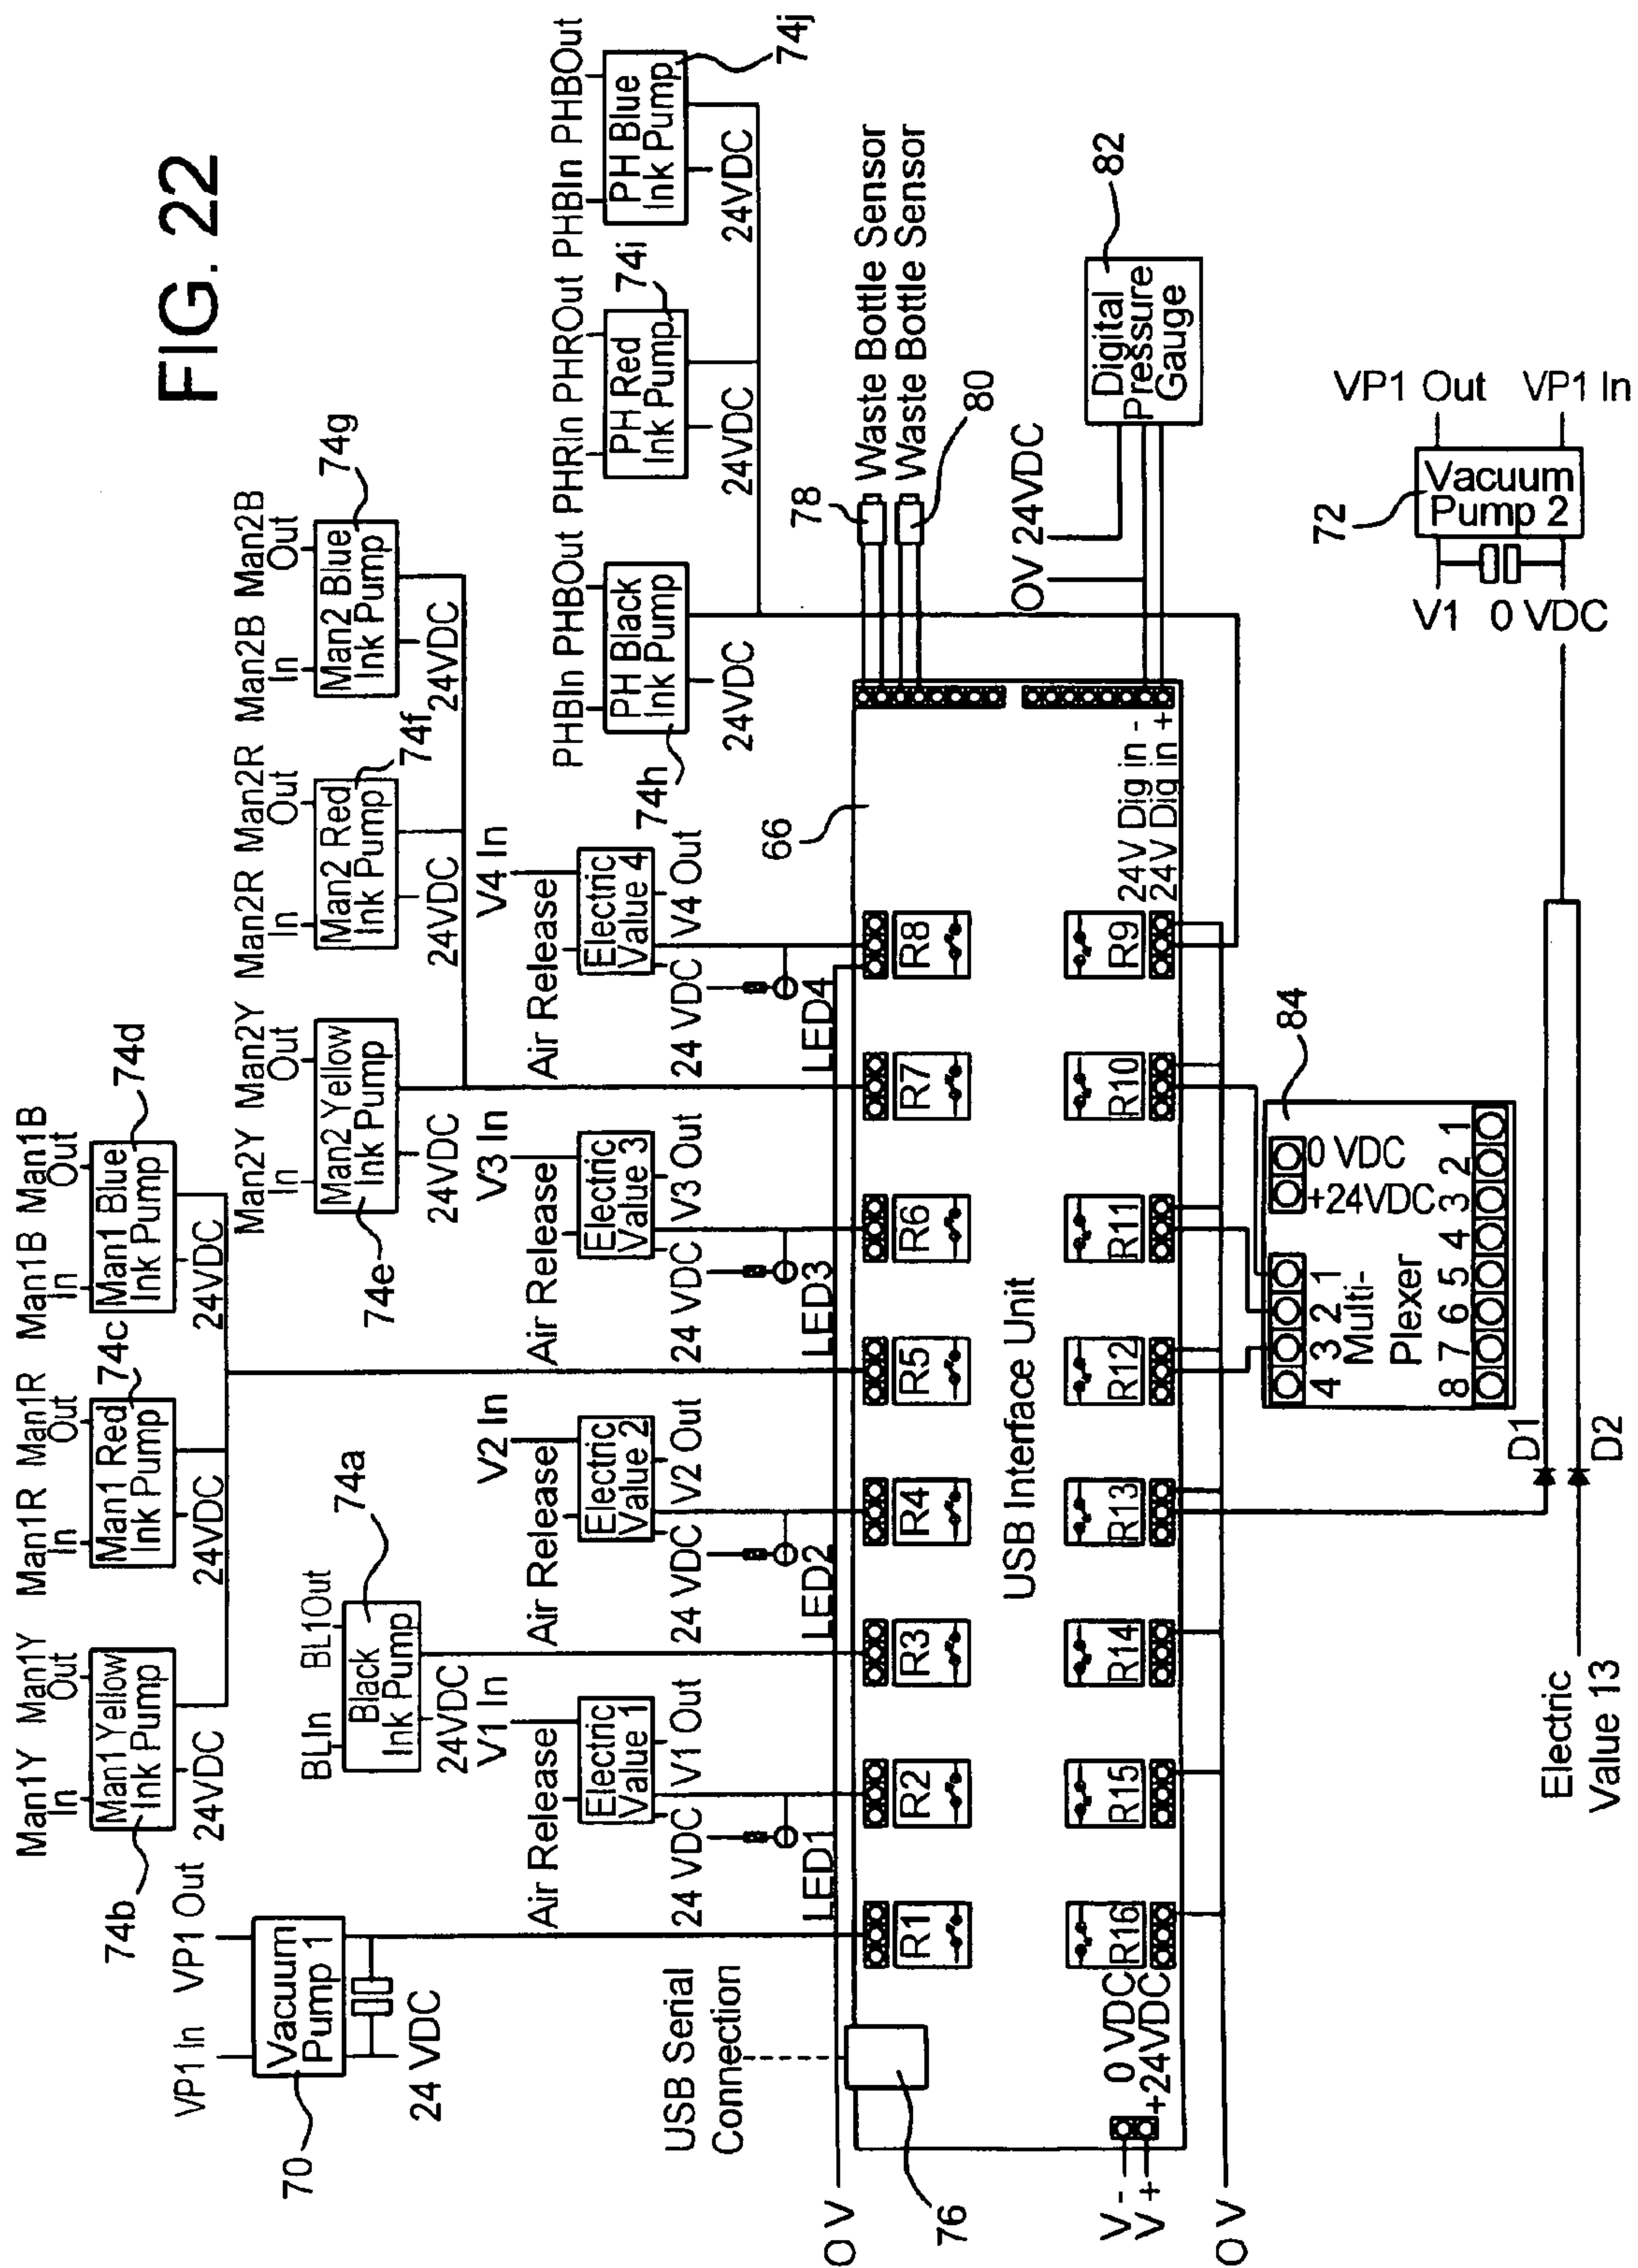 FIG. 22
Man1Y Man1Y
In Out
Man1 Yellow
Ink Pump
24VDC
74b
Man1R Man1R
In Out
Man1 Red
Ink Pump
24VDC
74c
Man1B Man1B
In Out
Man1 Blue
Ink Pump
24VDC
74d
VP1 In VP1 Out
Vacuum
Pump 1
24 VDC
70
BLIn BL1Out
Black
Ink Pump
24VDC
74a
Man2Y Man2Y
In Out
Man2 Yellow
Ink Pump
24VDC
74e
Man2R Man2R
In Out
Man2 Red
Ink Pump
24VDC
74f
Man2B Man2B
In Out
Man2 Blue
Ink Pump
24VDC
74g
PHBIn PHBOut
PH Black
Ink Pump
24VDC
74h
PHRIn PHROut
PH Red
Ink Pump
24VDC
74i
PHBIn PHBOut
PH Blue
Ink Pump
24VDC
74j
V1 In
Air Release
Electric
Value 1
24 VDC V1 Out
LED1
V2 In
Air Release
Electric
Value 2
24 VDC V2 Out
LED2
V3 In
Air Release
Electric
Value 3
24 VDC V3 Out
LED3
V4 In
Air Release
Electric
Value 4
24 VDC V4 Out
LED4
USB Serial
Connection
O V
76
66
R1 R2 R3 R4 R5 R6 R7 R8
USB Interface Unit
R16 R15 R14 R13 R12 R11 R10 R9
0 VDC
+24VDC
V -
V +
O V
24V Dig in -
24V Dig in +
78
Waste Bottle Sensor
Waste Bottle Sensor
80
OV 24VDC
Digital
Pressure
Gauge
82
84
0 VDC
+24VDC
4 3 2 1
Multi-
Plexer
8 7 6 5 4 3 2 1
D1
D2
Electric
Value 13
72
VP1 Out
VP1 In
Vacuum
Pump 2
V1
0 VDC